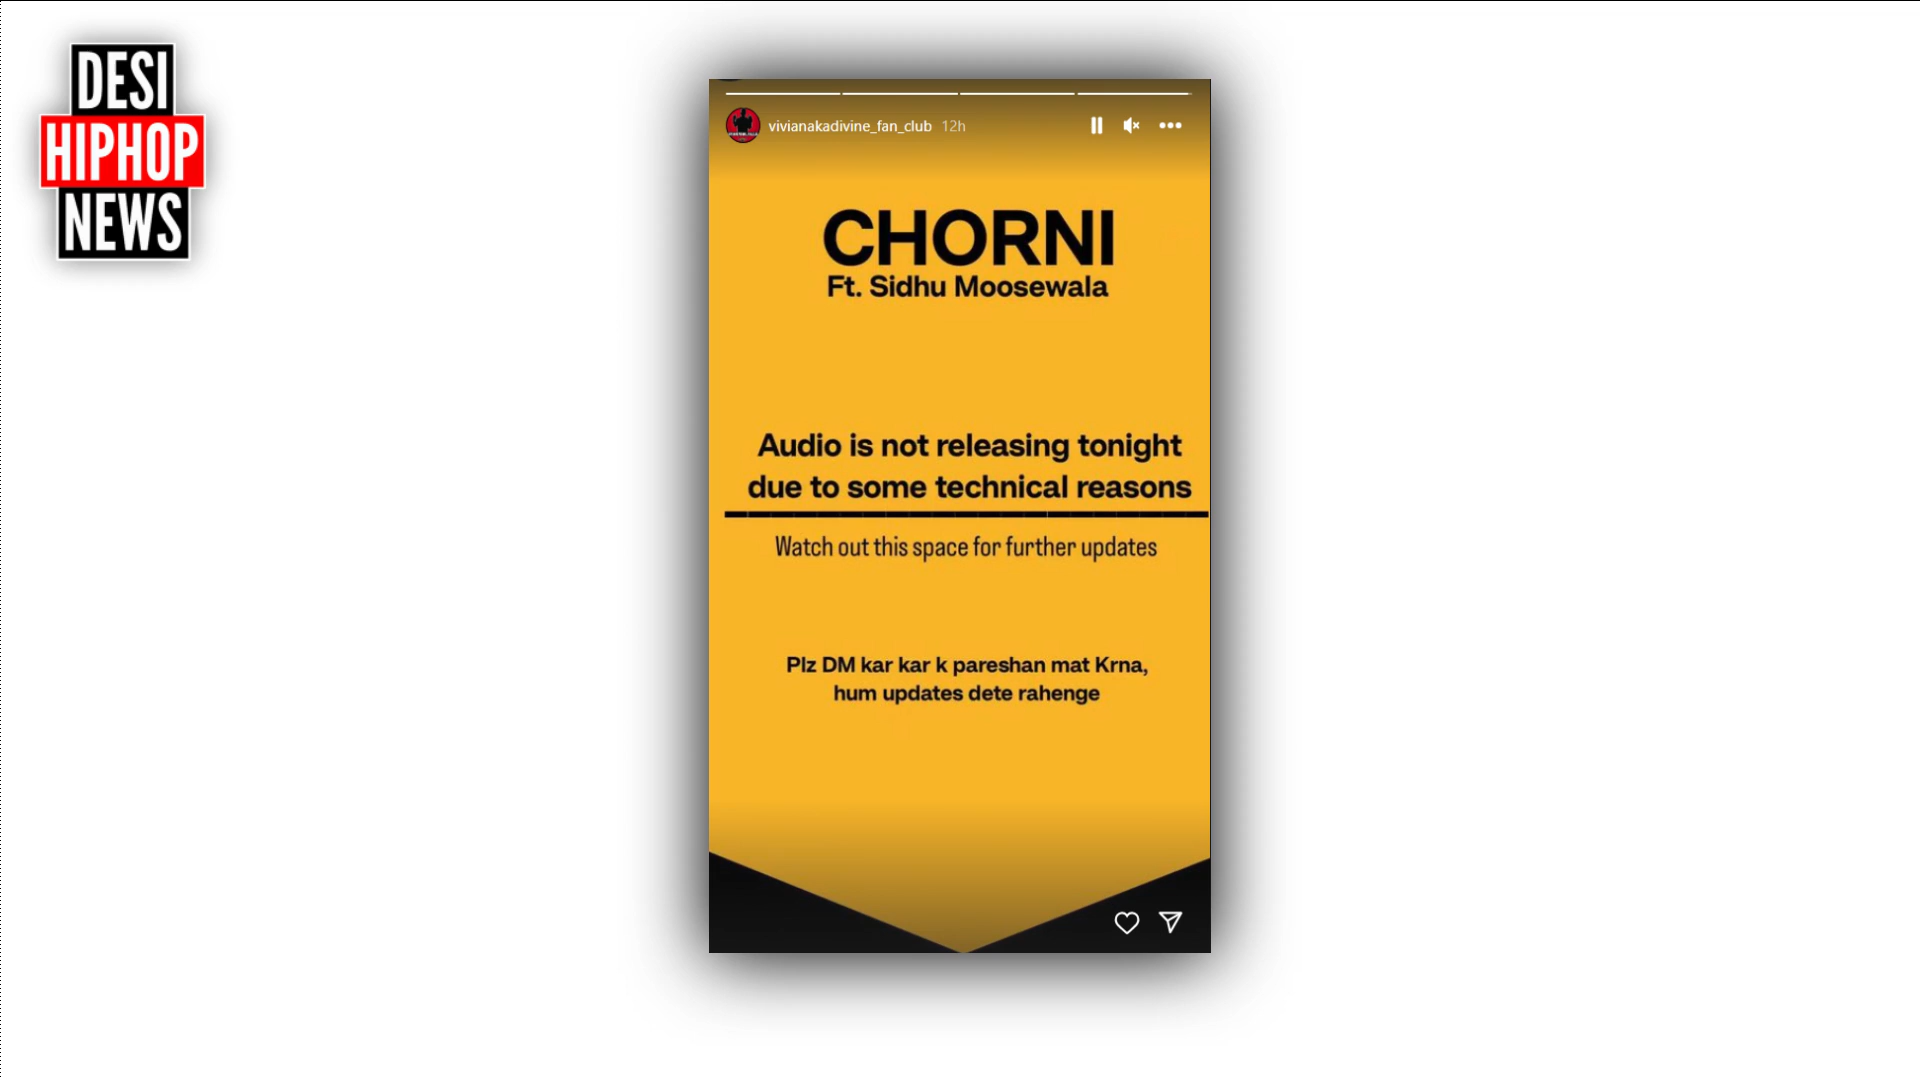 DESI
HIPHOP
NEWS
vivianakadivine_fan_club 12h
CHORNI
Ft. Sidhu Moosewala
Audio is not releasing tonight
due to some technical reasons
Watch out this space for further updates
Plz DM kar kar k pareshan mat Krna,
hum updates dete rahenge